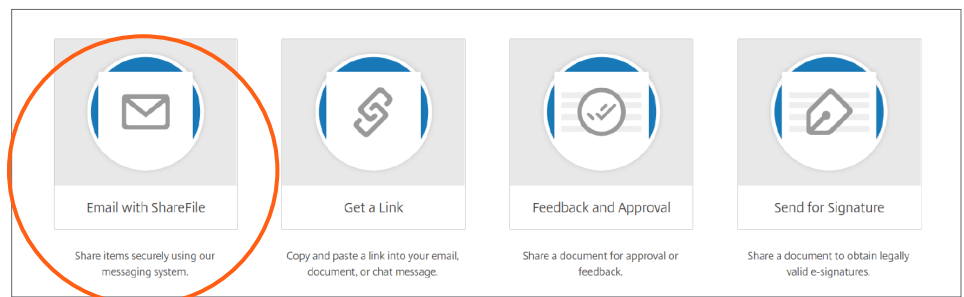 Email with ShareFile
Share items securely using our
messaging system.
Get a Link
Copy and paste a link into your email,
document, or chat message.
Feedback and Approval
Share a document for approval or
feedback.
Send for Signature
Share a document to obtain legally
valid e-signatures.